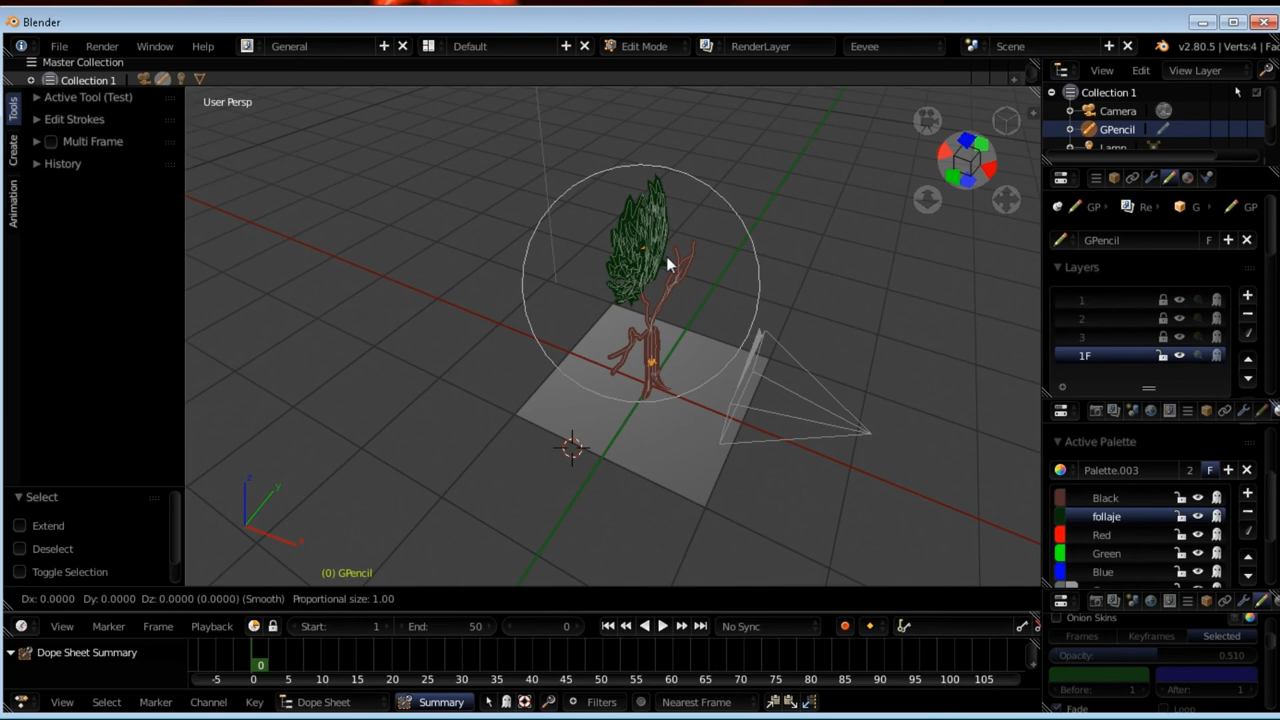 Blender
File Render Window Help General Default Edit Mode RenderLayer Eevee Scene v2.80.5 | Verts:4 | Fa
Master Collection
Collection 1
View Edit View Layer
Collection 1
Camera
GPencil
Lamp
Tools
Create
Animation
Active Tool (Test)
Edit Strokes
Multi Frame
History
User Persp
GP Re G GP
GPencil F
Layers
1
2
3
1F
Active Palette
Palette.003 2 F
Black
follaje
Red
Green
Blue
Select
Extend
Deselect
Toggle Selection
z
y
x
(0) GPencil
Dx: 0.0000 Dy: 0.0000 Dz: 0.0000 (0.0000) (Smooth) Proportional size: 1.00
View Marker Frame Playback Start: 1 End: 50 0 No Sync
Onion Skins
Frames Keyframes Selected
Opacity: 0.510
Before: 1 After: 1
Fade Loop
Dope Sheet Summary
0
-5 0 5 10 15 20 25 30 35 40 45 50 55 60 65 70 75 80 85 90 95 100 105
View Select Marker Channel Key Dope Sheet Summary Filters Nearest Frame